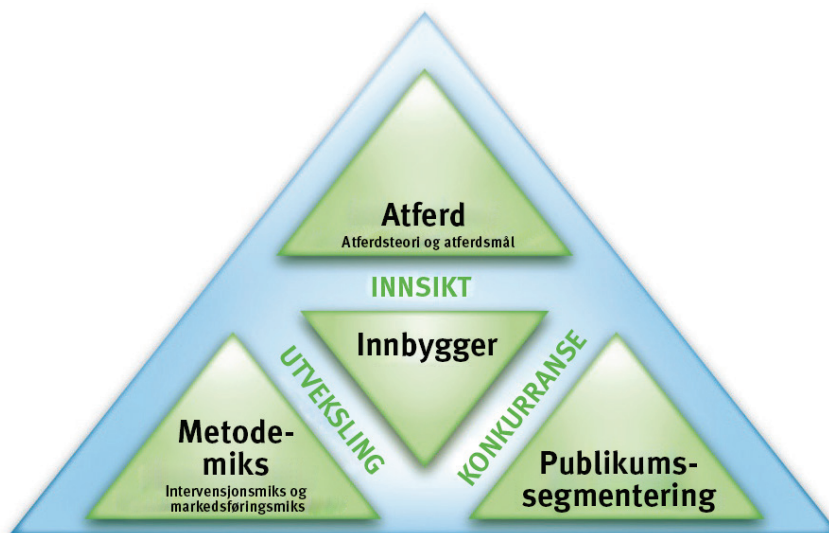 Atferd
Atferdsteori og atferdsmål
INNSIKT
Innbygger
UTVEKSLING
KONKURRANSE
Metode-
miks
Intervensjonsmiks og
markedsføringsmiks
Publikums-
segmentering